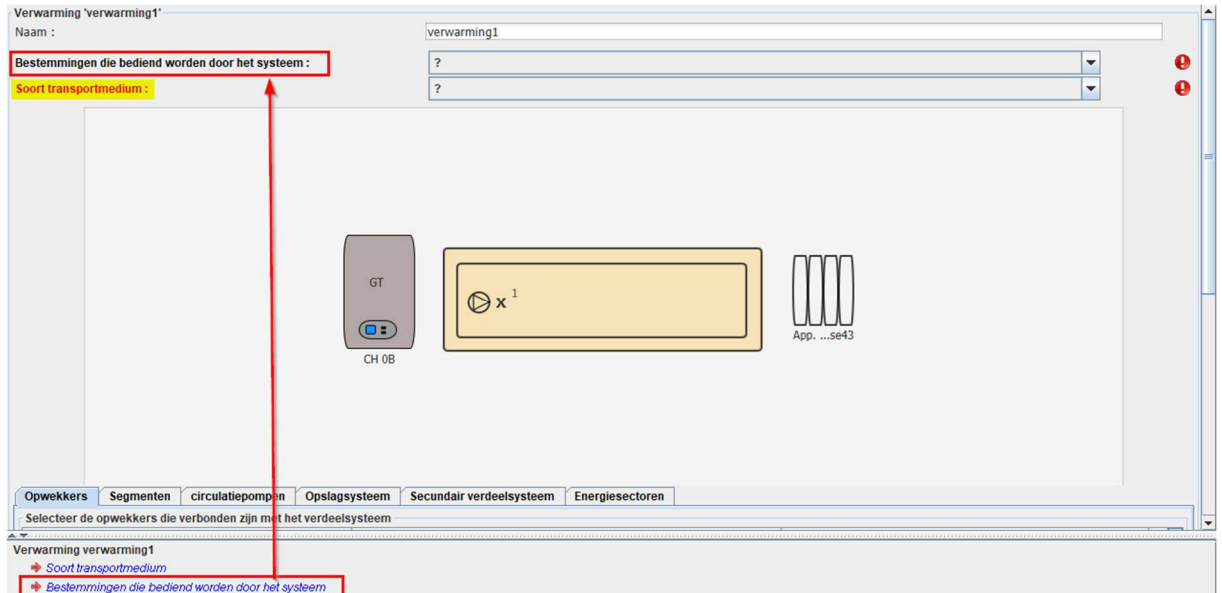 Verwarming 'verwarming1'
Naam : verwarming1
Bestemmingen die bediend worden door het systeem : ?
Soort transportmedium : ?
GT
x 1
CH 0B
App. ...se43
Opwekkers Segmenten circulatiepompen Opslagsysteem Secundair verdeelsysteem Energiesectoren
Selecteer de opwekkers die verbonden zijn met het verdeelsysteem
Verwarming verwarming1
Soort transportmedium
Bestemmingen die bediend worden door het systeem